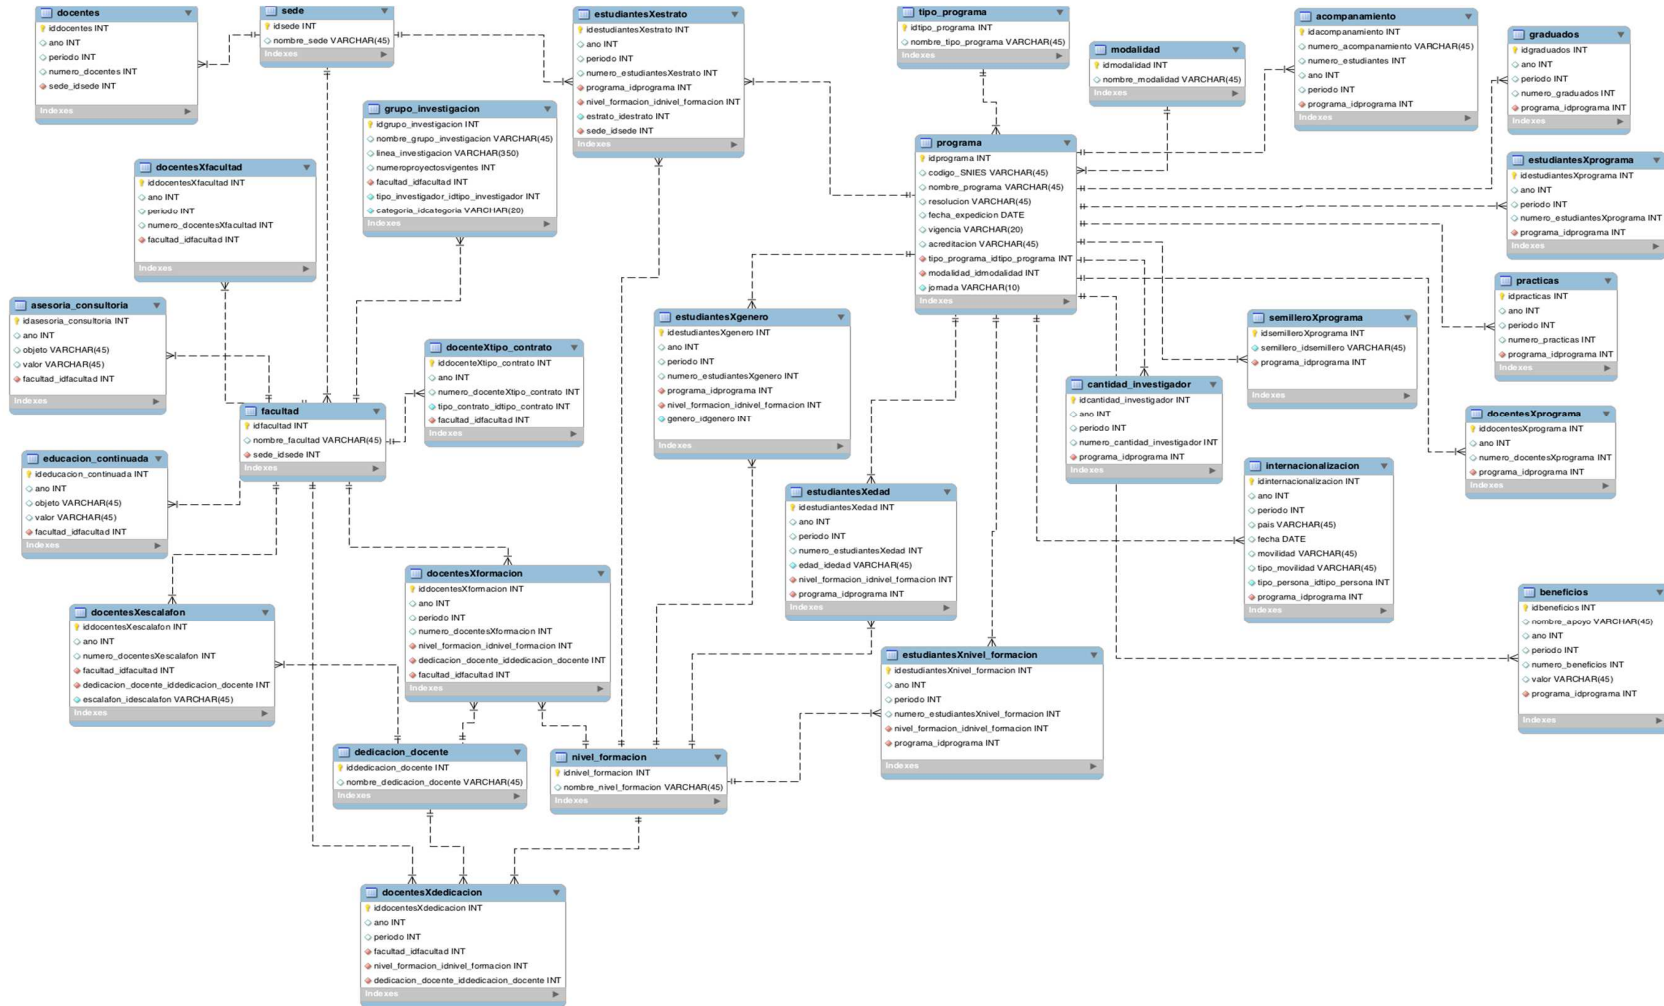 docentes
iddocentes INT
ano INT
periodo INT
numero_docentes INT
sede_idsede INT
Indexes
sede
idsede INT
nombre_sede VARCHAR(45)
Indexes
estudiantesXestrato
idestudiantesXestrato INT
ano INT
periodo INT
numero_estudiantesXestrato INT
programa_idprograma INT
nivel_formacion_idnivel_formacion INT
estrato_idestrato INT
sede_idsede INT
Indexes
tipo_programa
idtipo_programa INT
nombre_tipo_programa VARCHAR(45)
Indexes
modalidad
idmodalidad INT
nombre_modalidad VARCHAR(45)
Indexes
acompanamiento
idacompanamiento INT
numero_acompanamiento VARCHAR(45)
numero_estudiantes INT
ano INT
periodo INT
programa_idprograma INT
Indexes
graduados
idgraduados INT
ano INT
periodo INT
numero_graduados INT
programa_idprograma INT
Indexes
grupo_investigacion
idgrupo_investigacion INT
nombre_grupo_investigacion VARCHAR(45)
linea_investigacion VARCHAR(350)
numeroproyectosvigentes INT
facultad_idfacultad INT
tipo_investigador_idtipo_investigador INT
categoria_idcategoria VARCHAR(20)
Indexes
programa
idprograma INT
codigo_SNIES VARCHAR(45)
nombre_programa VARCHAR(45)
resolucion VARCHAR(45)
fecha_expedicion DATE
vigencia VARCHAR(20)
acreditacion VARCHAR(45)
tipo_programa_idtipo_programa INT
modalidad_idmodalidad INT
jornada VARCHAR(10)
Indexes
docentesXfacultad
iddocentesXfacultad INT
ano INT
periodo INT
numero_docentesXfacultad INT
facultad_idfacultad INT
Indexes
estudiantesXprograma
idestudiantesXprograma INT
ano INT
periodo INT
numero_estudiantesXprograma INT
programa_idprograma INT
Indexes
practicas
idpracticas INT
ano INT
periodo INT
numero_practicas INT
programa_idprograma INT
Indexes
asesoria_consultoria
idasesoria_consultoria INT
ano INT
objeto VARCHAR(45)
valor VARCHAR(45)
facultad_idfacultad INT
Indexes
estudiantesXgenero
idestudiantesXgenero INT
ano INT
periodo INT
numero_estudiantesXgenero INT
programa_idprograma INT
nivel_formacion_idnivel_formacion INT
genero_idgenero INT
Indexes
semilleroXprograma
idsemilleroXprograma INT
semillero_idsemillero VARCHAR(45)
programa_idprograma INT
Indexes
docenteXtipo_contrato
iddocenteXtipo_contrato INT
ano INT
numero_docenteXtipo_contrato INT
tipo_contrato_idtipo_contrato INT
facultad_idfacultad INT
Indexes
cantidad_investigador
idcantidad_investigador INT
ano INT
periodo INT
numero_cantidad_investigador INT
programa_idprograma INT
Indexes
facultad
idfacultad INT
nombre_facultad VARCHAR(45)
sede_idsede INT
Indexes
docentesXprograma
iddocentesXprograma INT
ano INT
numero_docentesXprograma INT
programa_idprograma INT
Indexes
educacion_continuada
ideducacion_continuada INT
ano INT
objeto VARCHAR(45)
valor VARCHAR(45)
facultad_idfacultad INT
Indexes
internacionalizacion
idinternacionalizacion INT
ano INT
periodo INT
pais VARCHAR(45)
fecha DATE
movilidad VARCHAR(45)
tipo_movilidad VARCHAR(45)
tipo_persona_idtipo_persona INT
programa_idprograma INT
Indexes
estudiantesXedad
idestudiantesXedad INT
ano INT
periodo INT
numero_estudiantesXedad INT
edad_idedad VARCHAR(45)
nivel_formacion_idnivel_formacion INT
programa_idprograma INT
Indexes
docentesXformacion
iddocentesXformacion INT
ano INT
periodo INT
numero_docentesXformacion INT
nivel_formacion_idnivel_formacion INT
dedicacion_docente_iddedicacion_docente INT
facultad_idfacultad INT
Indexes
beneficios
idbeneficios INT
nombre_apoyo VARCHAR(45)
ano INT
periodo INT
numero_beneficios INT
valor VARCHAR(45)
programa_idprograma INT
Indexes
docentesXescalafon
iddocentesXescalafon INT
ano INT
numero_docentesXescalafon INT
facultad_idfacultad INT
dedicacion_docente_iddedicacion_docente INT
escalafon_idescalafon VARCHAR(45)
Indexes
estudiantesXnivel_formacion
idestudiantesXnivel_formacion INT
ano INT
periodo INT
numero_estudiantesXnivel_formacion INT
nivel_formacion_idnivel_formacion INT
programa_idprograma INT
Indexes
dedicacion_docente
iddedicacion_docente INT
nombre_dedicacion_docente VARCHAR(45)
Indexes
nivel_formacion
idnivel_formacion INT
nombre_nivel_formacion VARCHAR(45)
Indexes
docentesXdedicacion
iddocentesXdedicacion INT
ano INT
periodo INT
facultad_idfacultad INT
nivel_formacion_idnivel_formacion INT
dedicacion_docente_iddedicacion_docente INT
Indexes